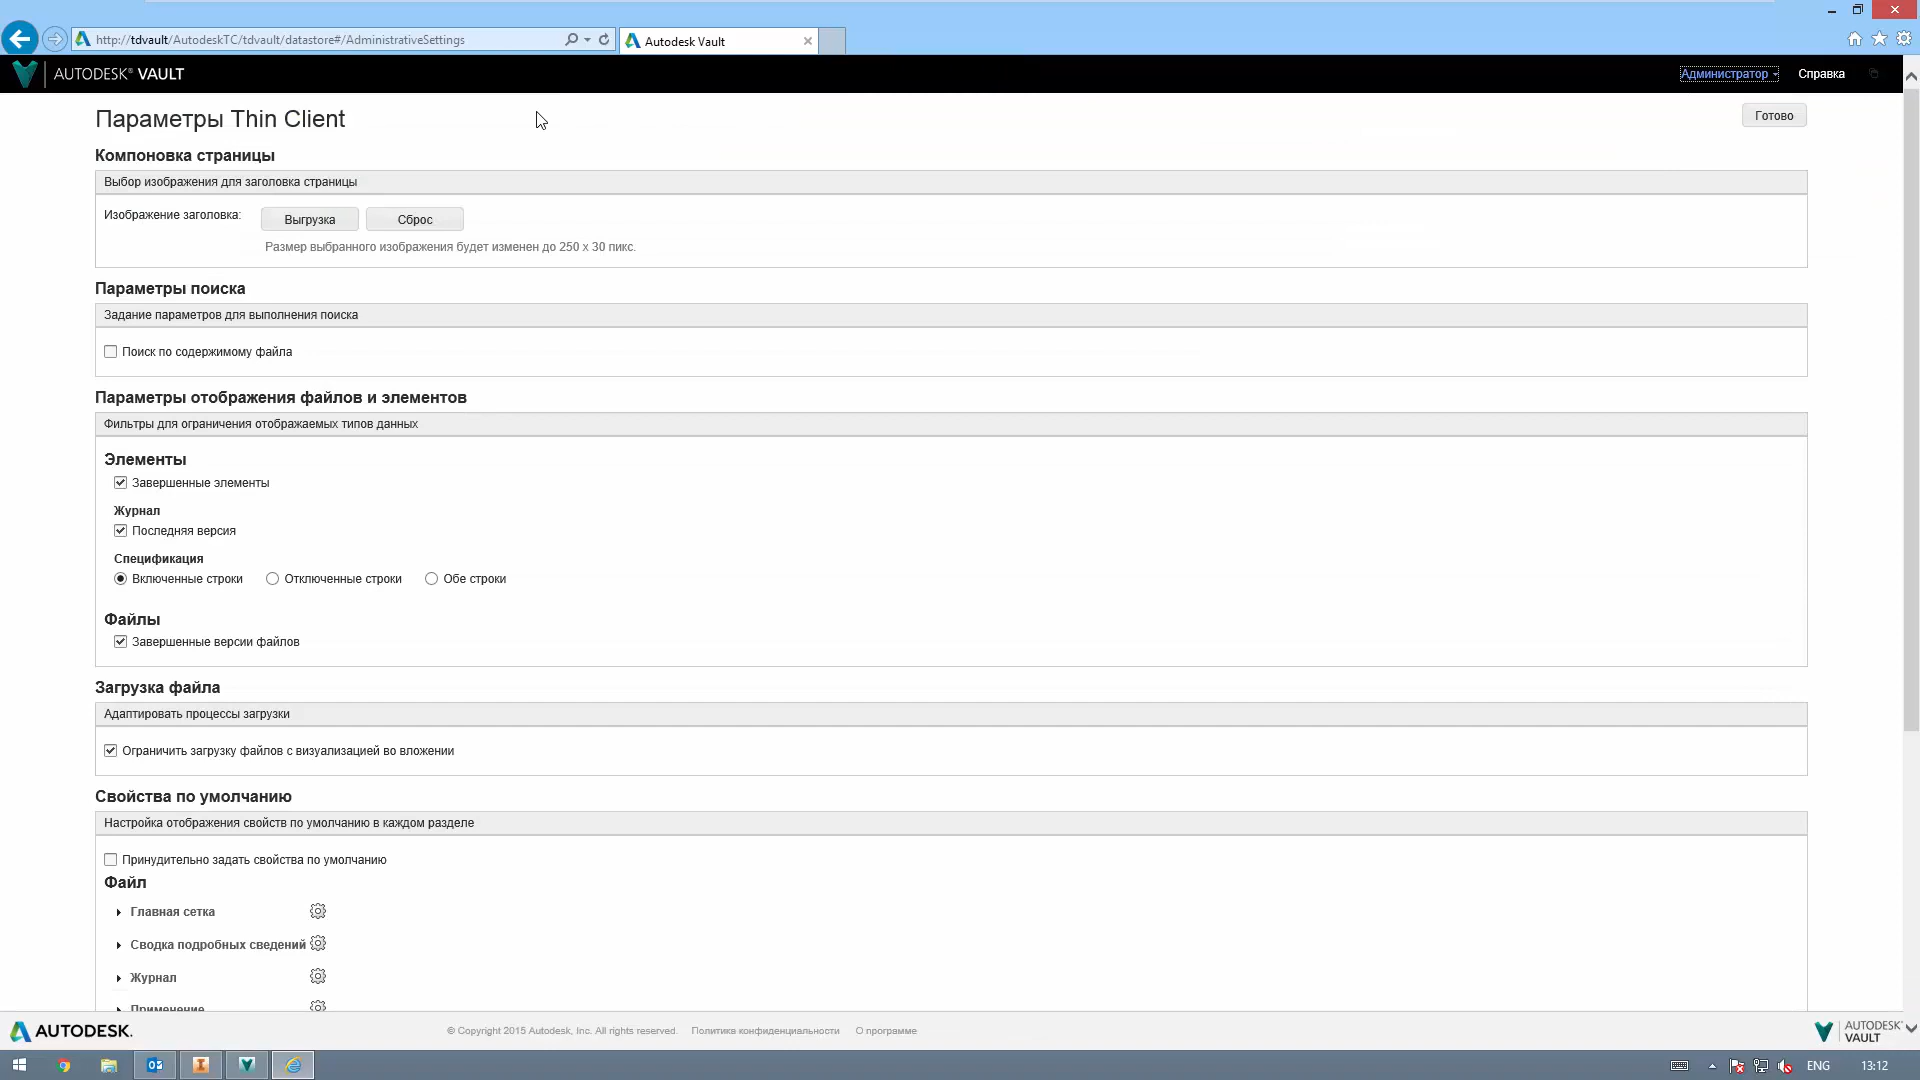 http://tdvault/AutodeskTC/tdvault/datastore#/AdministrativeSettings
Autodesk Vault
AUTODESK® VAULT
Администратор
Справка
Параметры Thin Client
Готово
Компоновка страницы
Выбор изображения для заголовка страницы
Изображение заголовка:
Выгрузка
Сброс
Размер выбранного изображения будет изменен до 250 x 30 пикс.
Параметры поиска
Задание параметров для выполнения поиска
Поиск по содержимому файла
Параметры отображения файлов и элементов
Фильтры для ограничения отображаемых типов данных
Элементы
Завершенные элементы
Журнал
Последняя версия
Спецификация
Включенные строки
Отключенные строки
Обе строки
Файлы
Завершенные версии файлов
Загрузка файла
Адаптировать процессы загрузки
Ограничить загрузку файлов с визуализацией во вложении
Свойства по умолчанию
Настройка отображения свойств по умолчанию в каждом разделе
Принудительно задать свойства по умолчанию
Файл
Главная сетка
Сводка подробных сведений
Журнал
Применение
AUTODESK.
© Copyright 2015 Autodesk, Inc. All rights reserved.
Политика конфиденциальности
О программе
AUTODESK®
VAULT
ENG
13:12